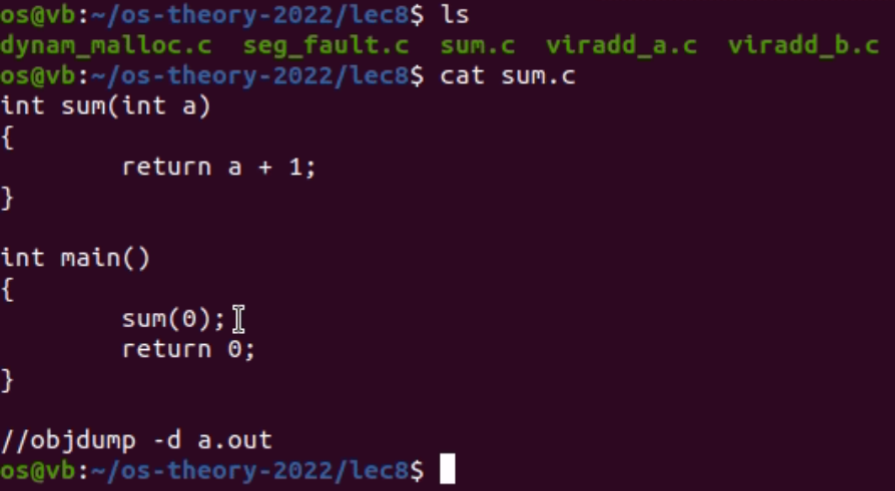 os@vb:~/os-theory-2022/lec8$ ls
dynam_malloc.c  seg_fault.c  sum.c  viradd_a.c  viradd_b.c
os@vb:~/os-theory-2022/lec8$ cat sum.c
int sum(int a)
{
        return a + 1;
}

int main()
{
        sum(0);
        return 0;
}

//objdump -d a.out
os@vb:~/os-theory-2022/lec8$